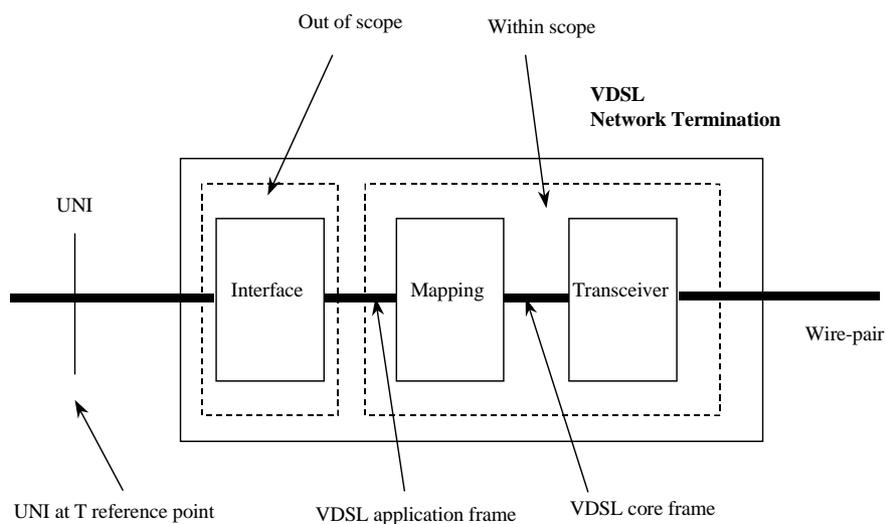 Out of scope
Within scope
VDSL
Network Termination
UNI
Interface
Mapping
Transceiver
Wire-pair
UNI at T reference point
VDSL application frame
VDSL core frame